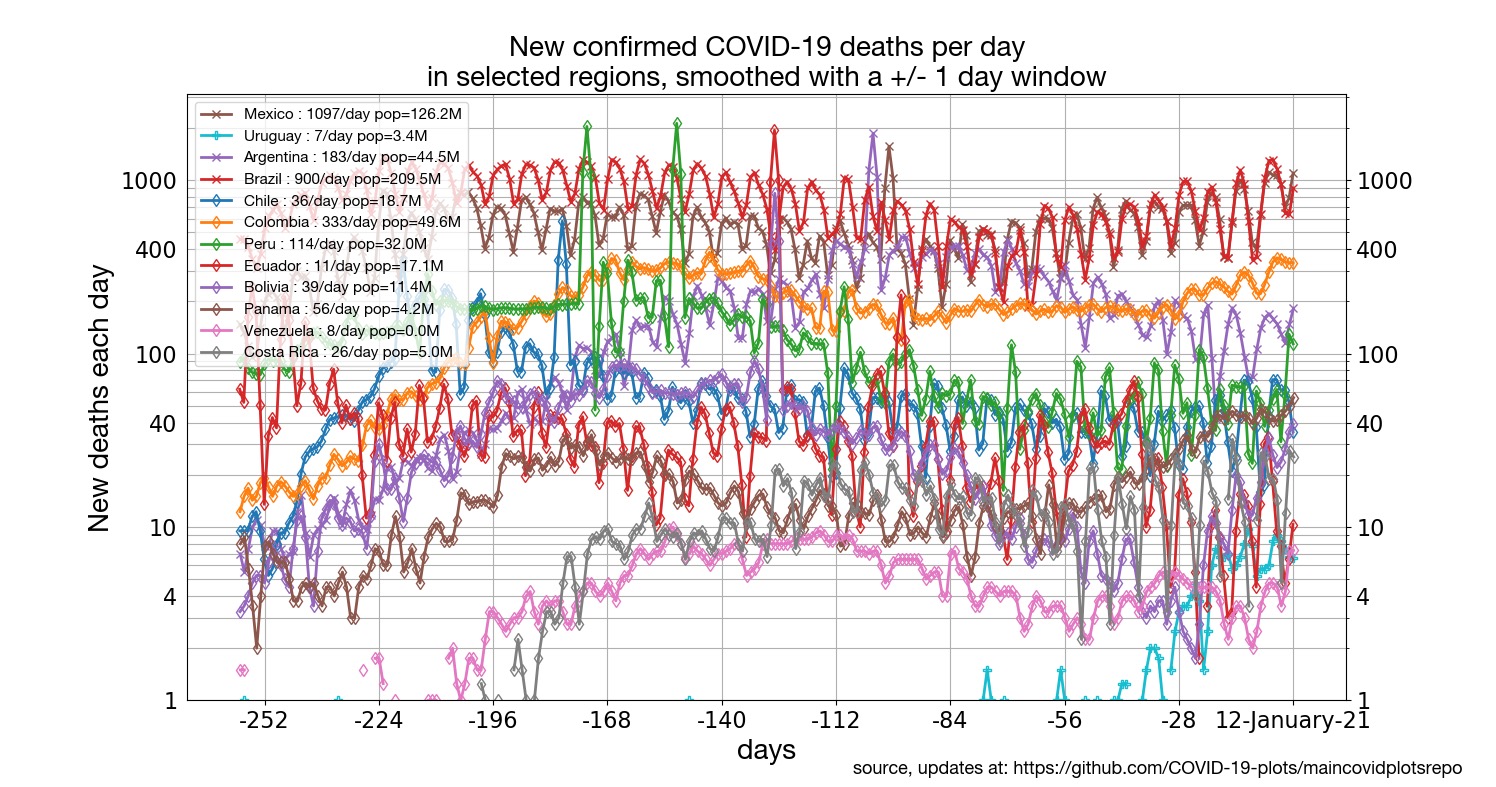 New confirmed COVID-19 deaths per day
in selected regions, smoothed with a +/- 1 day window
Mexico : 1097/day pop=126.2M
Uruguay : 7/day pop=3.4M
Argentina : 183/day pop=44.5M
Brazil : 900/day pop=209.5M
Chile : 36/day pop=18.7M
Colombia : 333/day pop=49.6M
Peru : 114/day pop=32.0M
Ecuador : 11/day pop=17.1M
Bolivia : 39/day pop=11.4M
Panama : 56/day pop=4.2M
Venezuela : 8/day pop=0.0M
Costa Rica : 26/day pop=5.0M
New deaths each day
1000
400
100
40
10
4
1
1000
400
100
40
10
4
1
-252 -224 -196 -168 -140 -112 -84 -56 -28 12-January-21
days
source, updates at: https://github.com/COVID-19-plots/maincovidplotsrepo